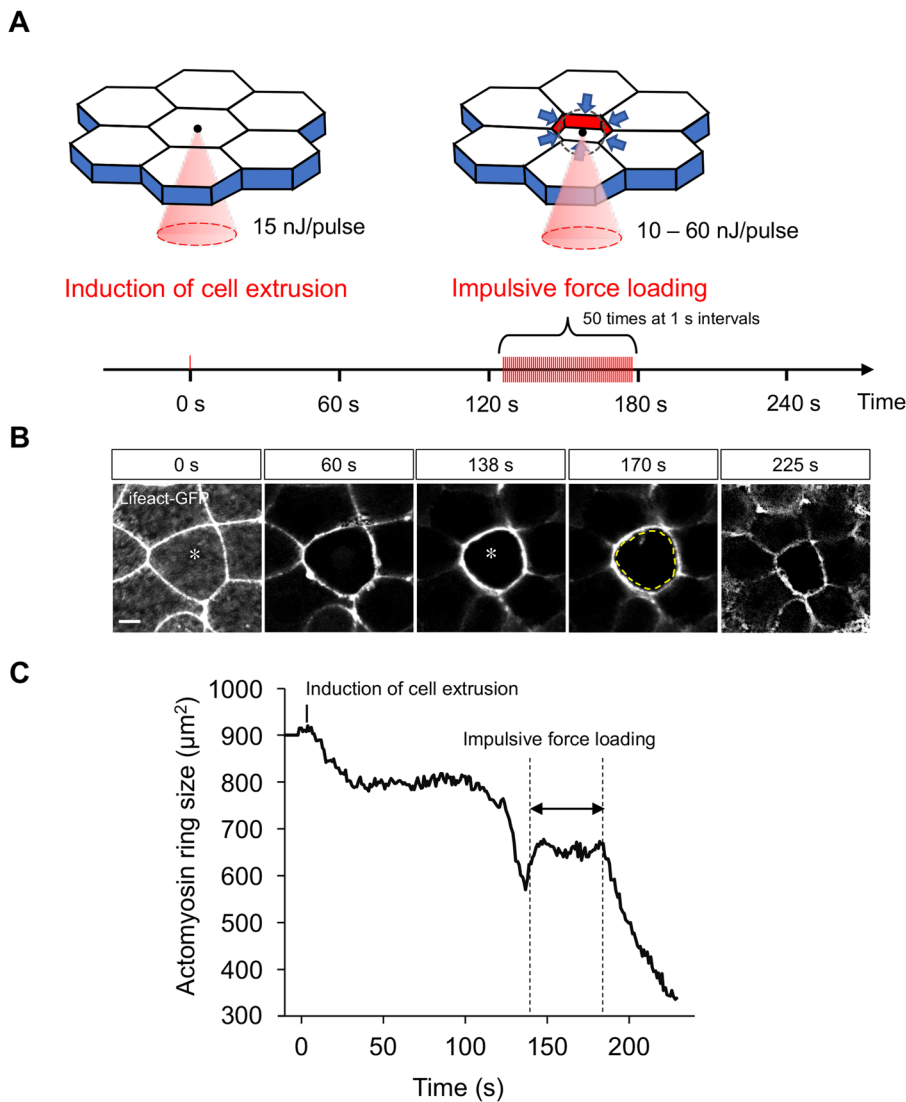 A
15 nJ/pulse
10 – 60 nJ/pulse
Induction of cell extrusion
Impulsive force loading
50 times at 1 s intervals
0 s
60 s
120 s
180 s
240 s
Time
B
0 s
60 s
138 s
170 s
225 s
Lifeact-GFP
*
*
C
Induction of cell extrusion
Impulsive force loading
Actomyosin ring size (μm²)
1000
900
800
700
600
500
400
300
0
50
100
150
200
Time (s)